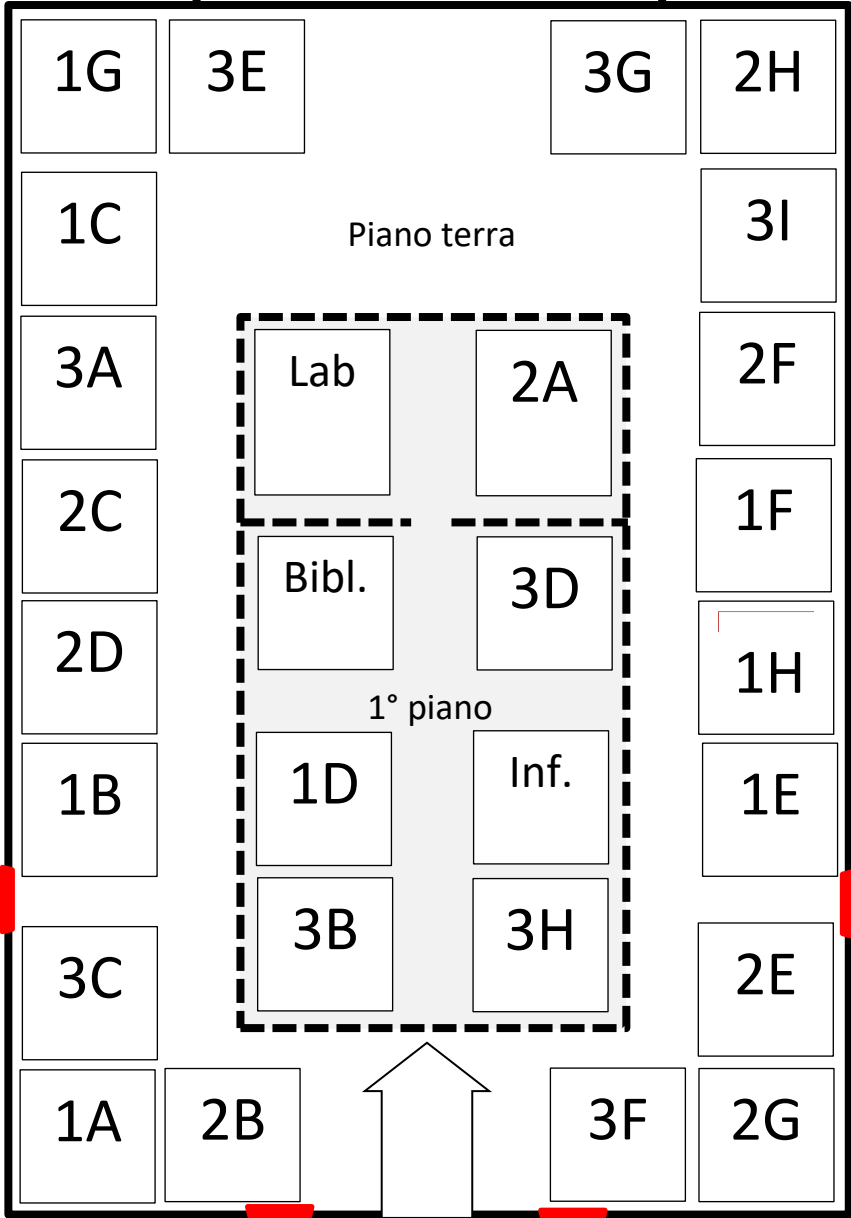 1G 3E 3G 2H
1C 3I
Piano terra
3A Lab 2A 2F
2C 1F
Bibl. 3D
2D 1H
1° piano
1B 1D Inf. 1E
3B 3H
3C 2E
1A 2B 3F 2G